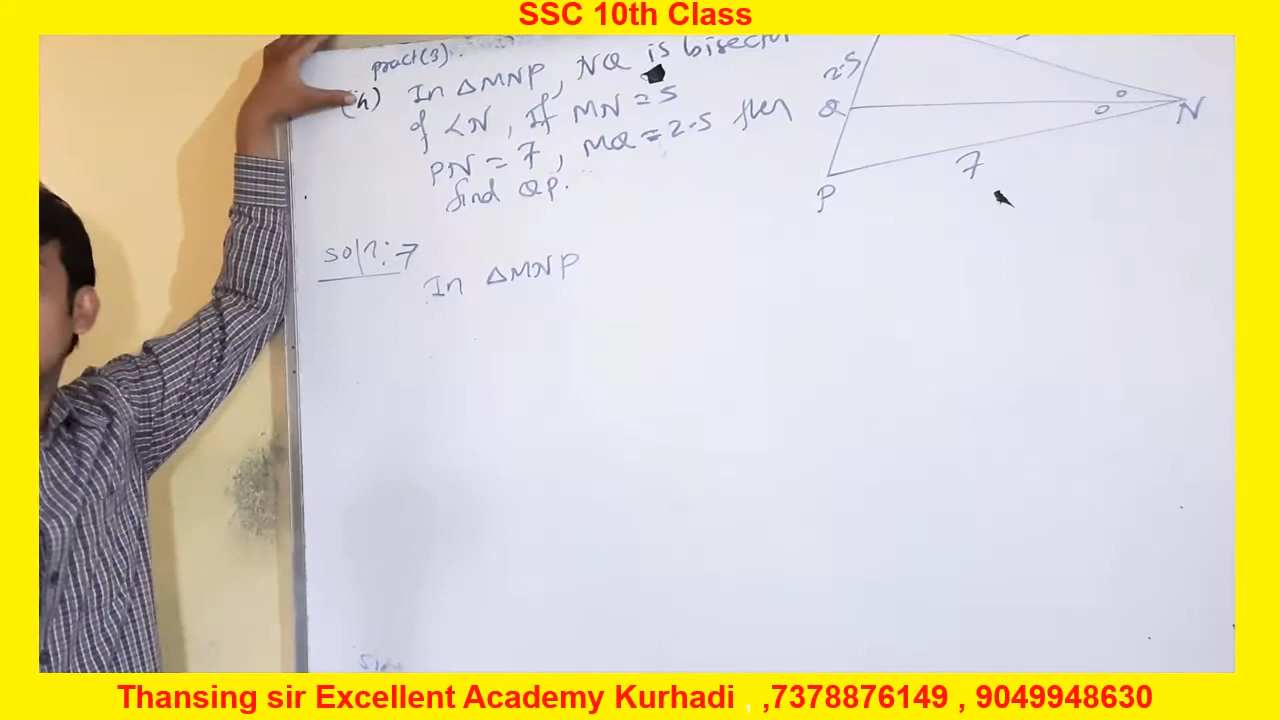 SSC 10th Class
pract(3).
In △MNP, NQ is bisector
of <N, If MN = 5
PN = 7, MQ = 2.5 then
find QP.
2.5
Q
N
7
P
soln:→
In △MNP
Thansing sir Excellent Academy Kurhadi , ,7378876149 , 9049948630